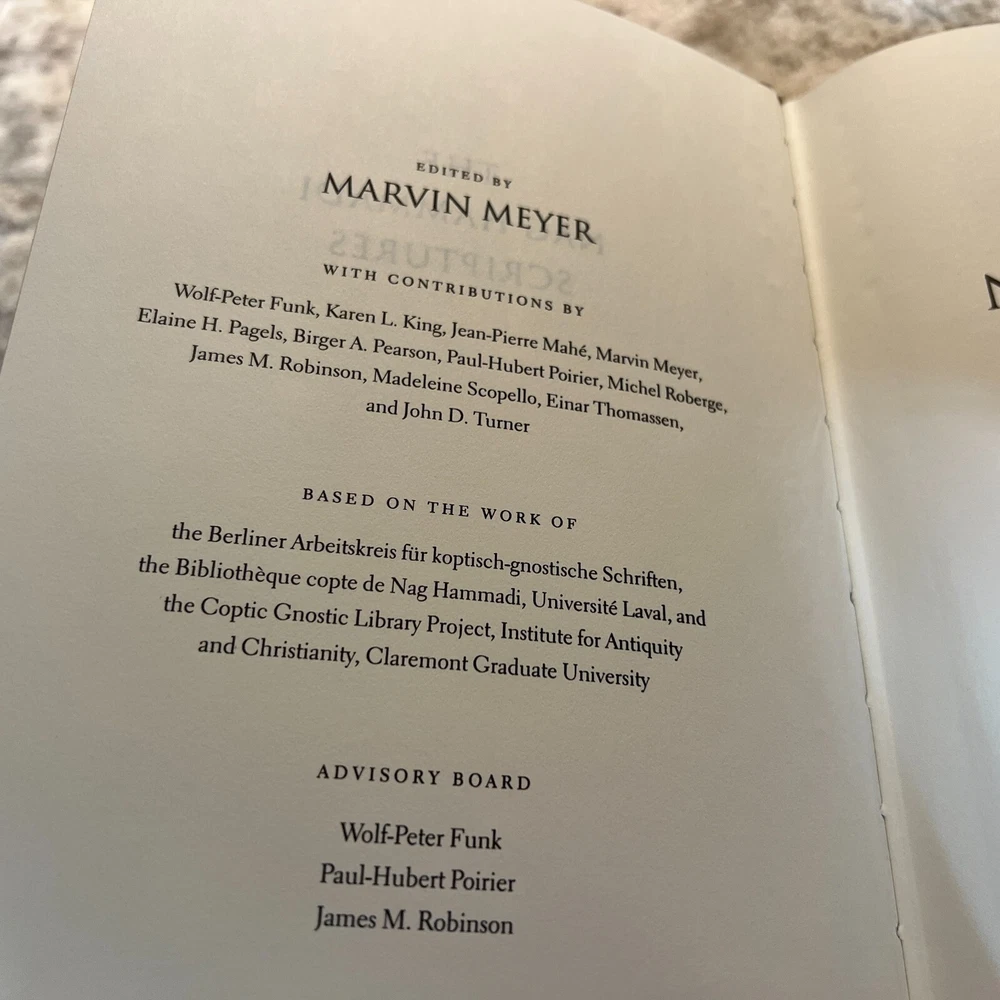 EDITED BY
MARVIN MEYER
WITH CONTRIBUTIONS BY
Wolf-Peter Funk, Karen L. King, Jean-Pierre Mahé, Marvin Meyer,
Elaine H. Pagels, Birger A. Pearson, Paul-Hubert Poirier, Michel Roberge,
James M. Robinson, Madeleine Scopello, Einar Thomassen,
and John D. Turner
BASED ON THE WORK OF
the Berliner Arbeitskreis für koptisch-gnostische Schriften,
the Bibliothèque copte de Nag Hammadi, Université Laval, and
the Coptic Gnostic Library Project, Institute for Antiquity
and Christianity, Claremont Graduate University
ADVISORY BOARD
Wolf-Peter Funk
Paul-Hubert Poirier
James M. Robinson